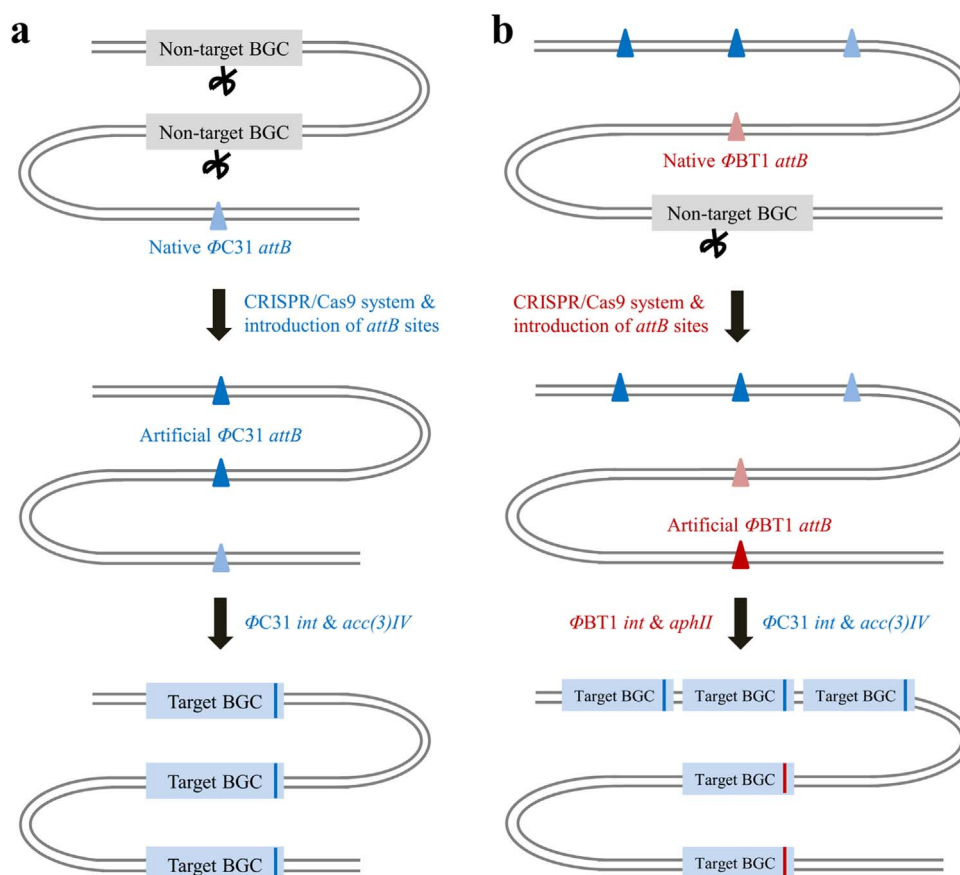 a
Non-target BGC
Non-target BGC
Native ΦC31 attB
CRISPR/Cas9 system &
introduction of attB sites
Artificial ΦC31 attB
ΦC31 int & acc(3)IV
Target BGC
Target BGC
Target BGC
b
Native ΦBT1 attB
Non-target BGC
CRISPR/Cas9 system &
introduction of attB sites
Artificial ΦBT1 attB
ΦBT1 int & aphII
ΦC31 int & acc(3)IV
Target BGC
Target BGC
Target BGC
Target BGC
Target BGC